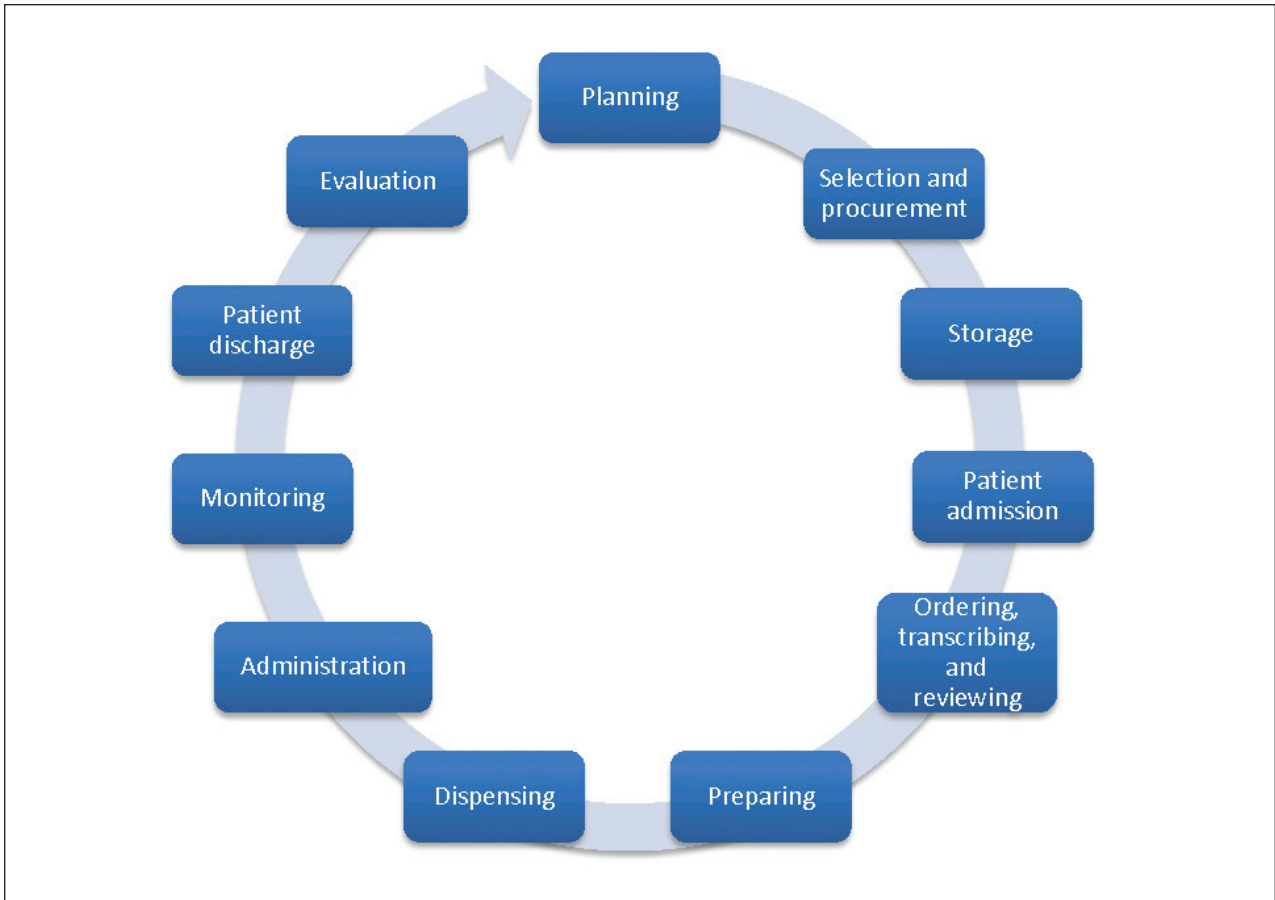 Planning
Selection and
procurement
Storage
Patient
admission
Ordering,
transcribing,
and
reviewing
Preparing
Dispensing
Administration
Monitoring
Patient
discharge
Evaluation